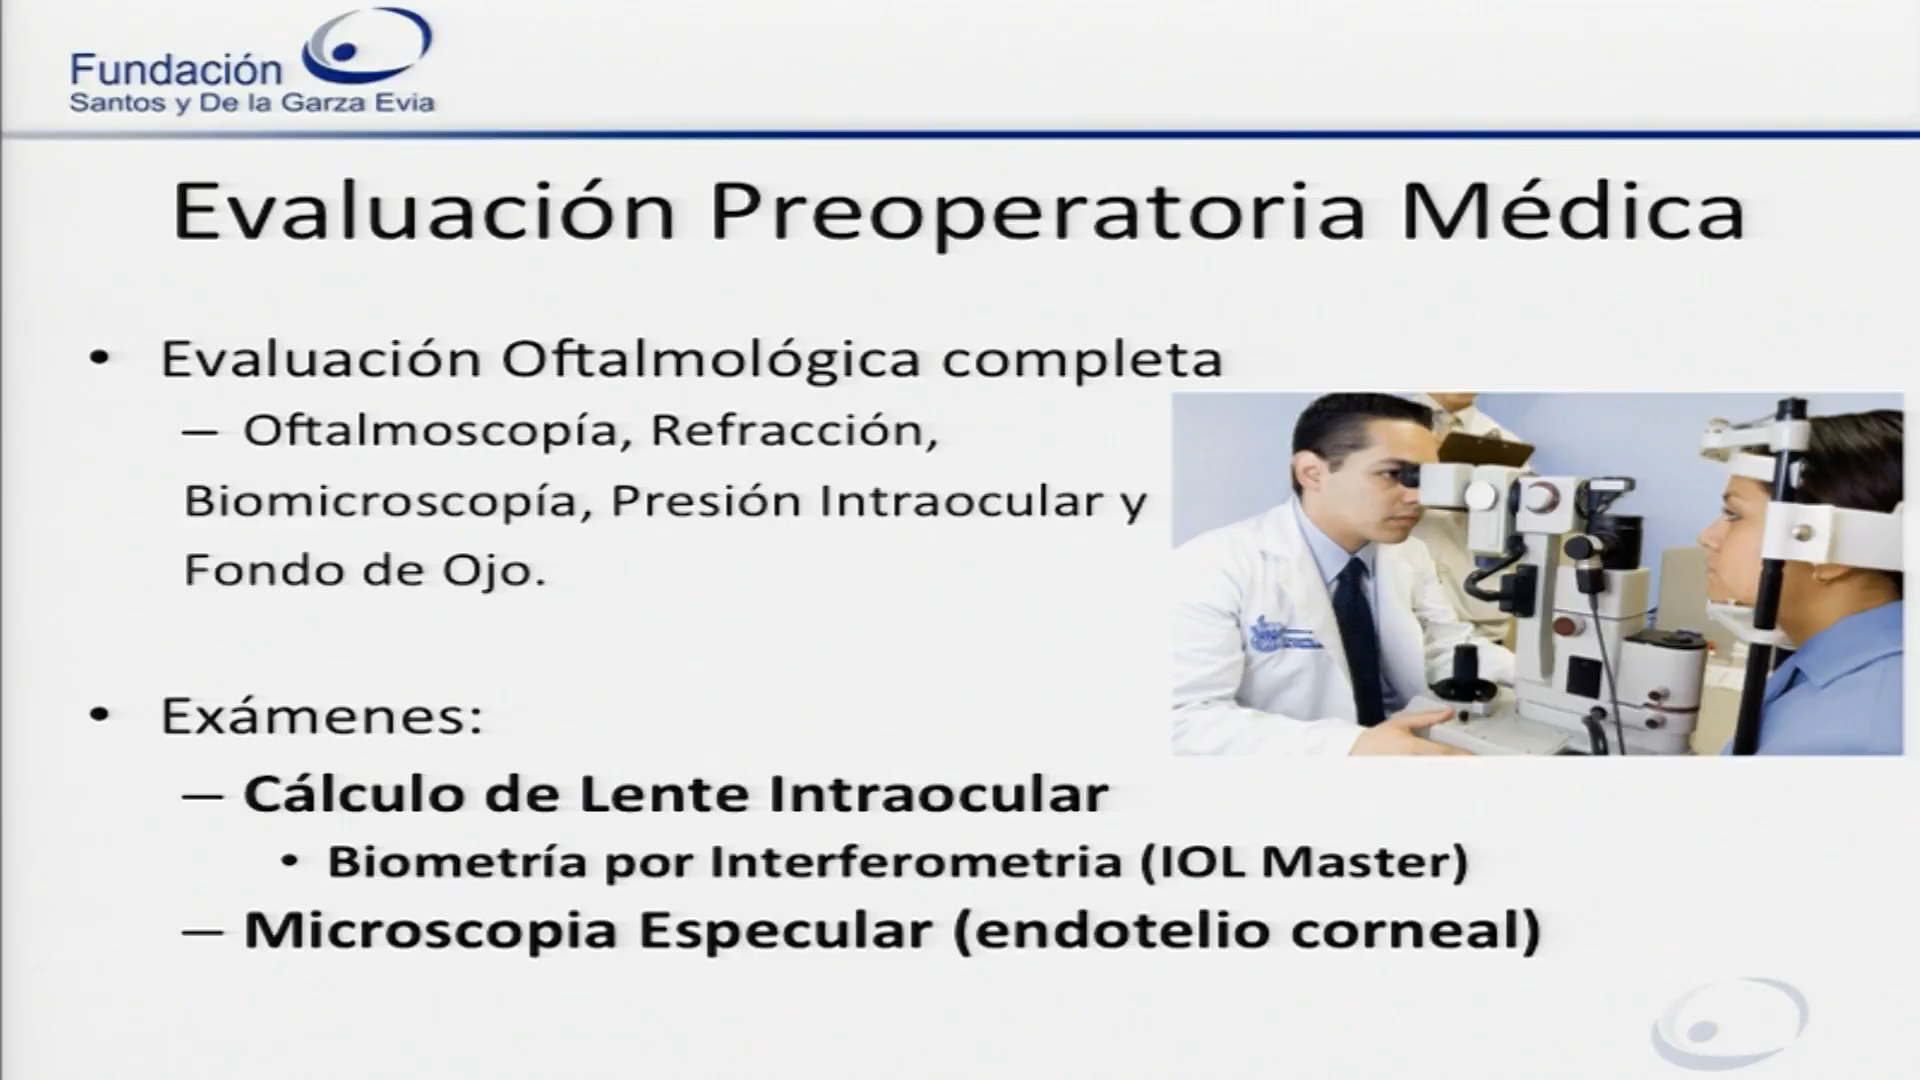 Fundación
Santos y De la Garza Evia
Evaluación Preoperatoria Médica
• Evaluación Oftalmológica completa
– Oftalmoscopía, Refracción,
Biomicroscopía, Presión Intraocular y
Fondo de Ojo.
• Exámenes:
– Cálculo de Lente Intraocular
• Biometría por Interferometria (IOL Master)
– Microscopia Especular (endotelio corneal)